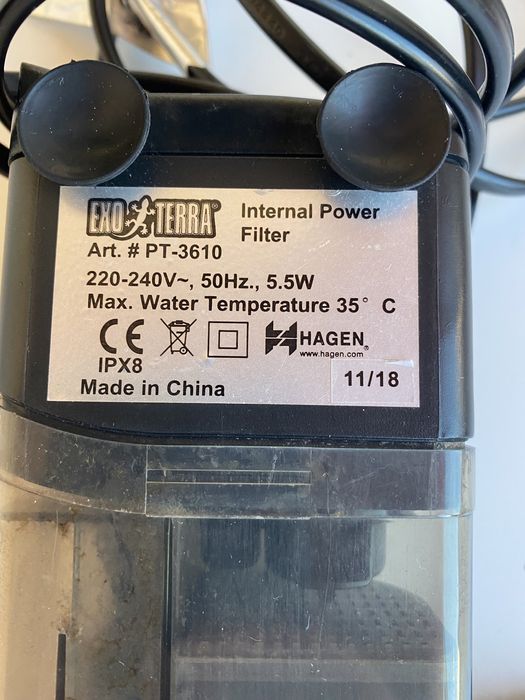 EXO TERRA®
Internal Power
Filter
Art. # PT-3610
220-240V~, 50Hz., 5.5W
Max. Water Temperature 35° C
CE
HAGEN®
www.hagen.com
IPX8
Made in China
11/18